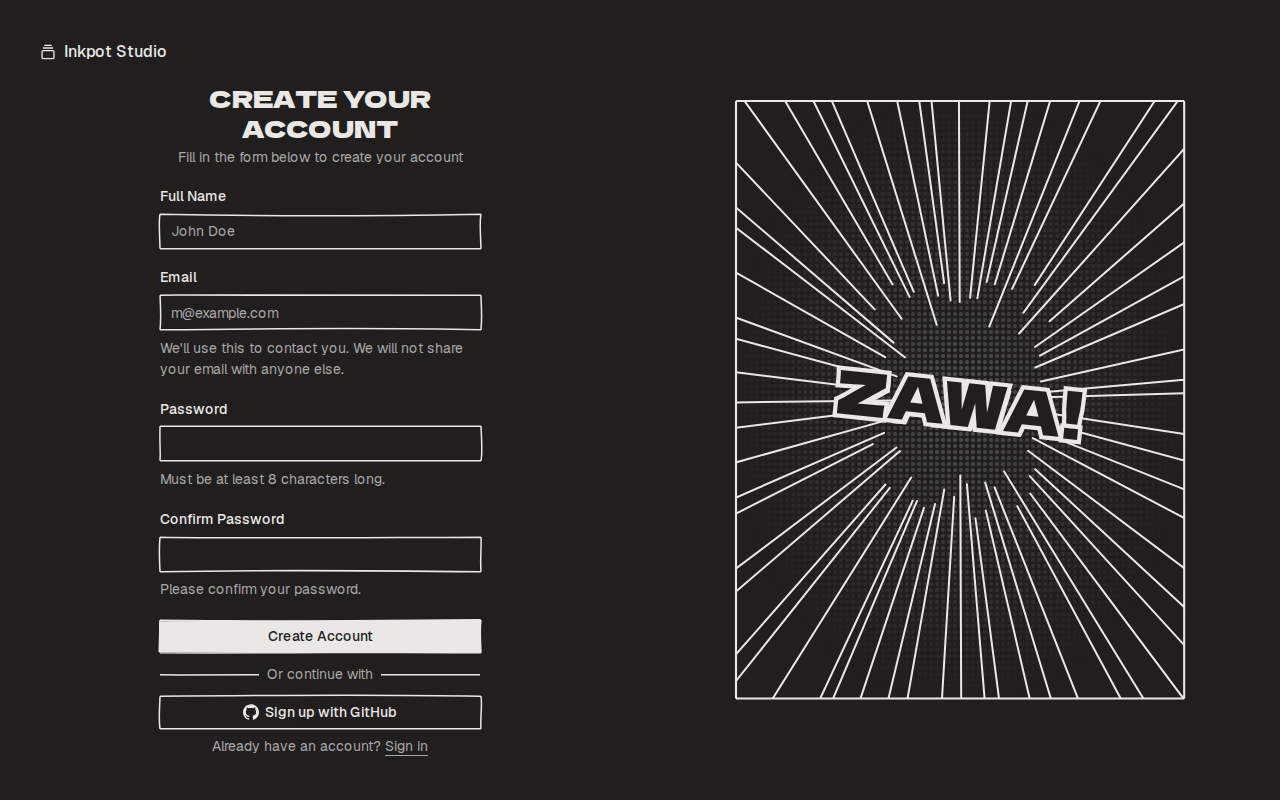 Inkpot Studio
CREATE YOUR
ACCOUNT
Fill in the form below to create your account
Full Name
John Doe
Email
m@example.com
We'll use this to contact you. We will not share
your email with anyone else.
Password
Must be at least 8 characters long.
Confirm Password
Please confirm your password.
Create Account
Or continue with
Sign up with GitHub
Already have an account? Sign in
ZAWA!